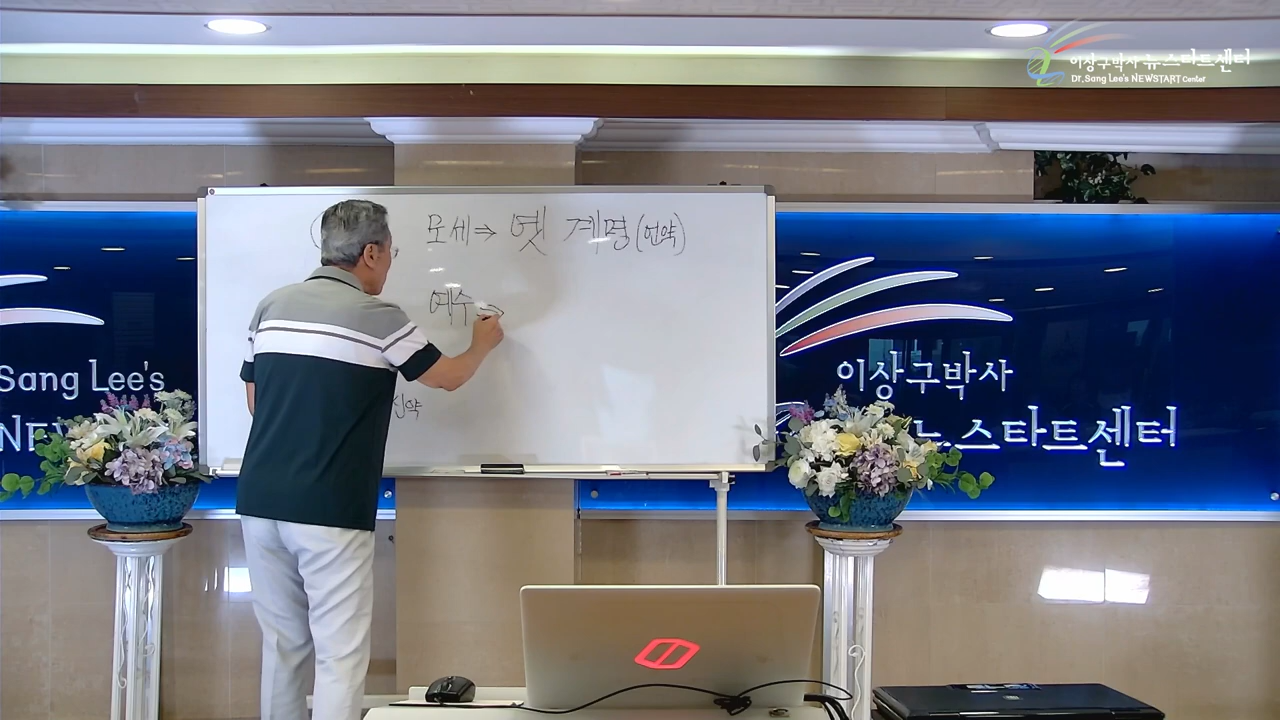 이상구박사 뉴스타트센터
Dr. Sang Lee's NEWSTART Center
모세⇒ 옛 계명(언약)
예수⇒
신약
Sang Lee's
NEW
이상구박사
뉴스타트센터